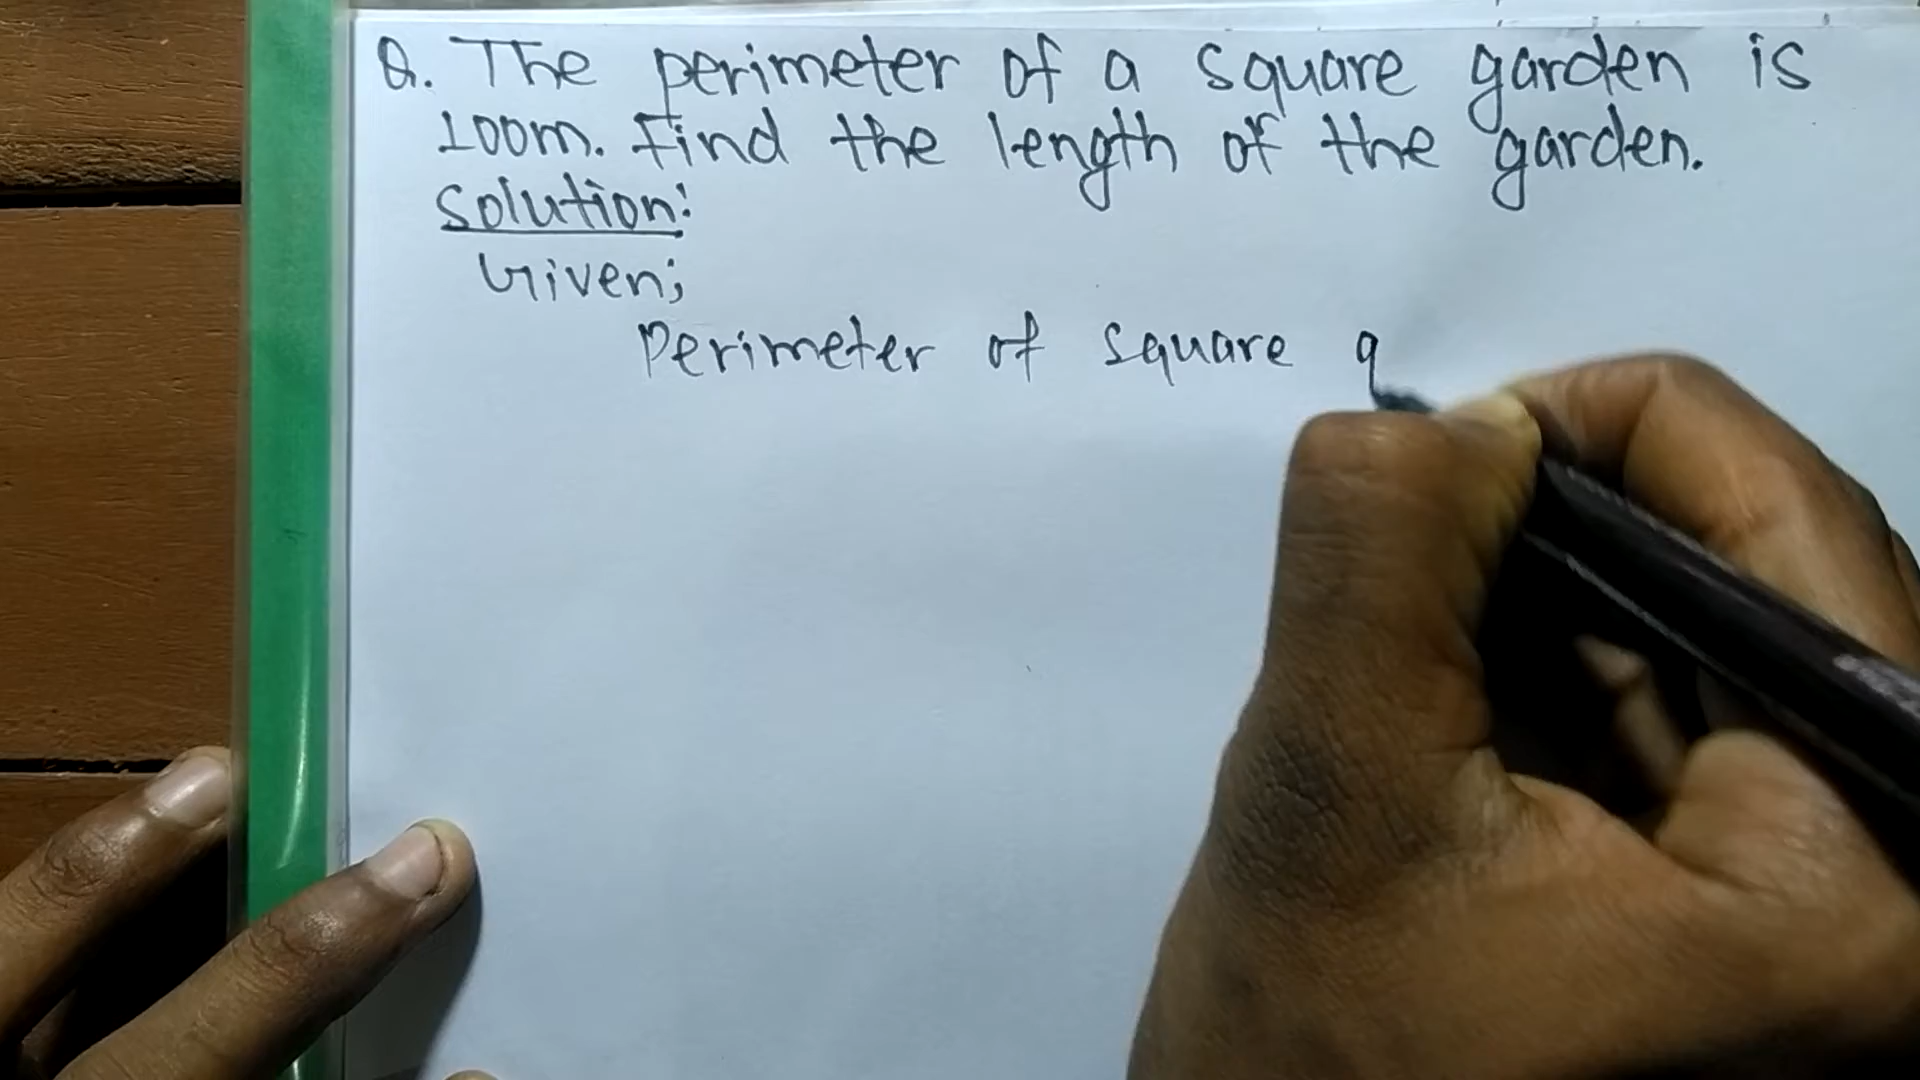 Q. The perimeter of a square garden is
100m. Find the length of the garden.
Solution:
Given;
Perimeter of square g